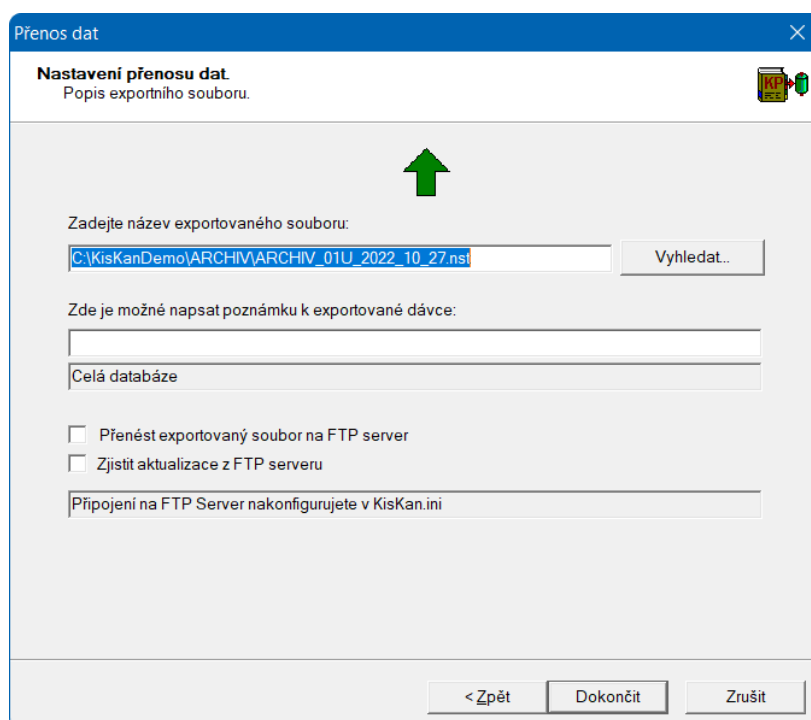 Přenos dat
Nastavení přenosu dat.
Popis exportního souboru.
KP
Zadejte název exportovaného souboru:
C:\KisKanDemo\ARCHIV\ARCHIV_01U_2022_10_27.nst
Vyhledat...
Zde je možné napsat poznámku k exportované dávce:
Celá databáze
Přenést exportovaný soubor na FTP server
Zjistit aktualizace z FTP serveru
Připojení na FTP Server nakonfigurujete v KisKan.ini
< Zpět Dokončit Zrušit